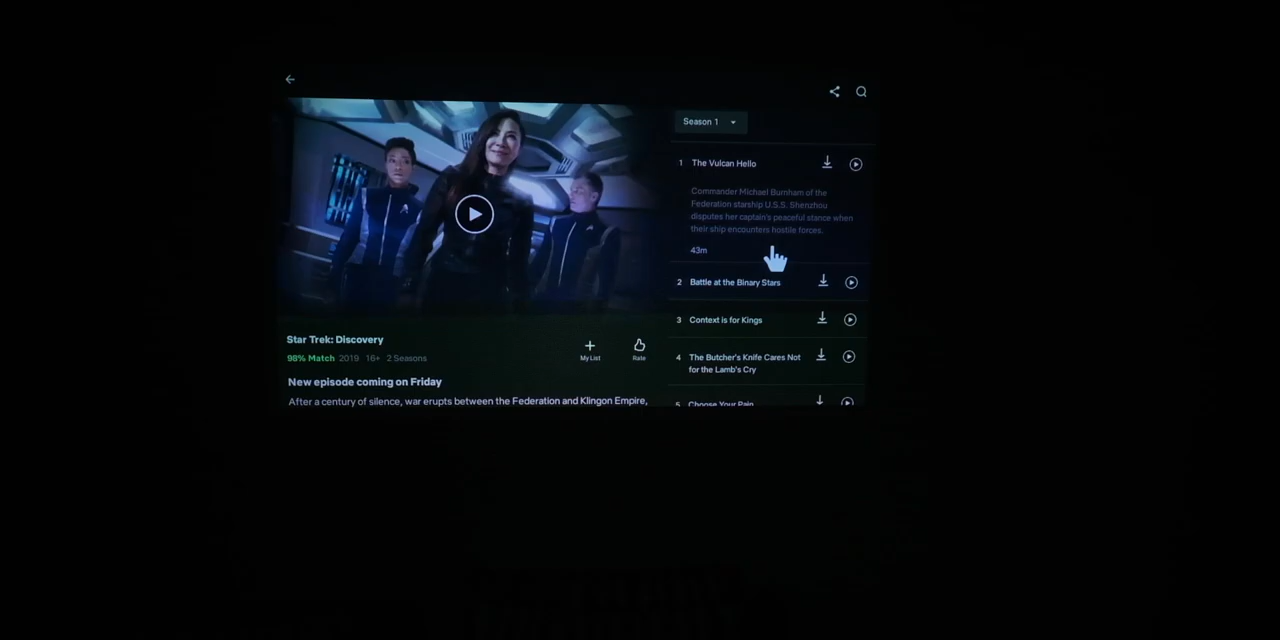 Season 1
1 The Vulcan Hello
Commander Michael Burnham of the
Federation starship U.S.S. Shenzhou
disputes her captain's peaceful stance when
their ship encounters hostile forces.
43m
2 Battle at the Binary Stars
3 Context is for Kings
4 The Butcher's Knife Cares Not
for the Lamb's Cry
5 Choose Your Pain
Star Trek: Discovery
98% Match 2019 16+ 2 Seasons
My List
Rate
New episode coming on Friday
After a century of silence, war erupts between the Federation and Klingon Empire,